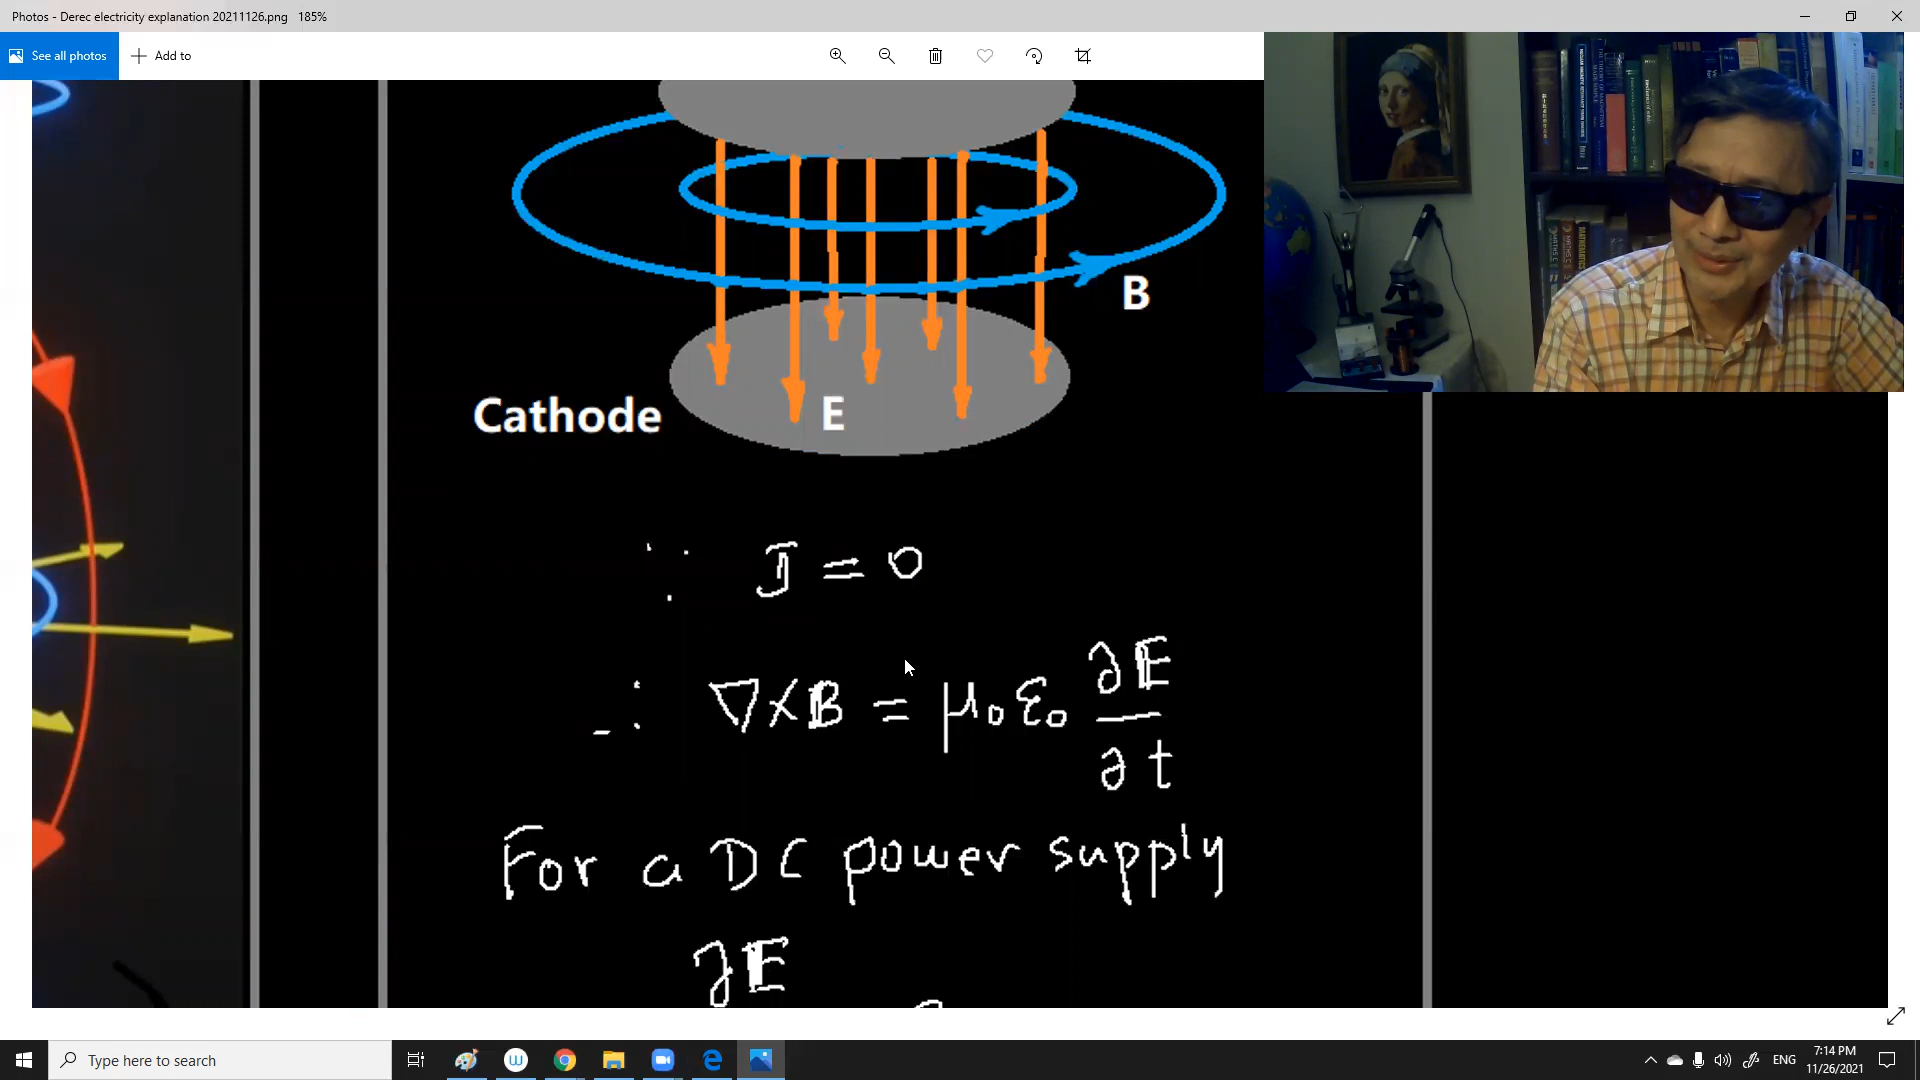 Photos - Derec electricity explanation 20211126.png 185%
See all photos
Add to
B
Cathode
E
∵ J = 0
∴ ∇×B = μ₀ε₀ ∂E/∂t
For a DC power supply
∂E
Type here to search
ENG
7:14 PM
11/26/2021